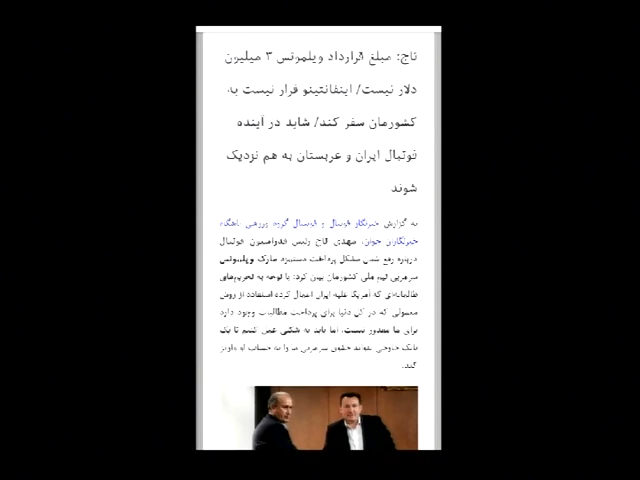 تاج: مبلغ قرارداد ویلموتس ۳ میلیون
دلار نیست/ اینفانتینو قرار نیست به
کشورمان سفر کند/ شاید در آینده
فوتبال ایران و عربستان به هم نزدیک
شوند
به گزارش خبرنگار فوتبال و فوتسال گروه ورزشی باشگاه
خبرنگاران جوان، مهدی تاج رئیس فدراسیون فوتبال
درباره رفع شدن مشکل پرداخت دستمزد مارک ویلموتس
سرمربی تیم ملی کشورمان بیان کرد: با توجه به تحریم‌های
ظالمانه‌ای که آمریکا علیه ایران اعمال کرده استفاده از روش
معمولی که در کل دنیا برای پرداخت مطالبات وجود دارد
برای ما مقدور نیست، اما باید به شکلی عمل کنیم تا یک
بانک خارجی بتواند حقوق سرمربی ما را به حساب او واریز
کند.